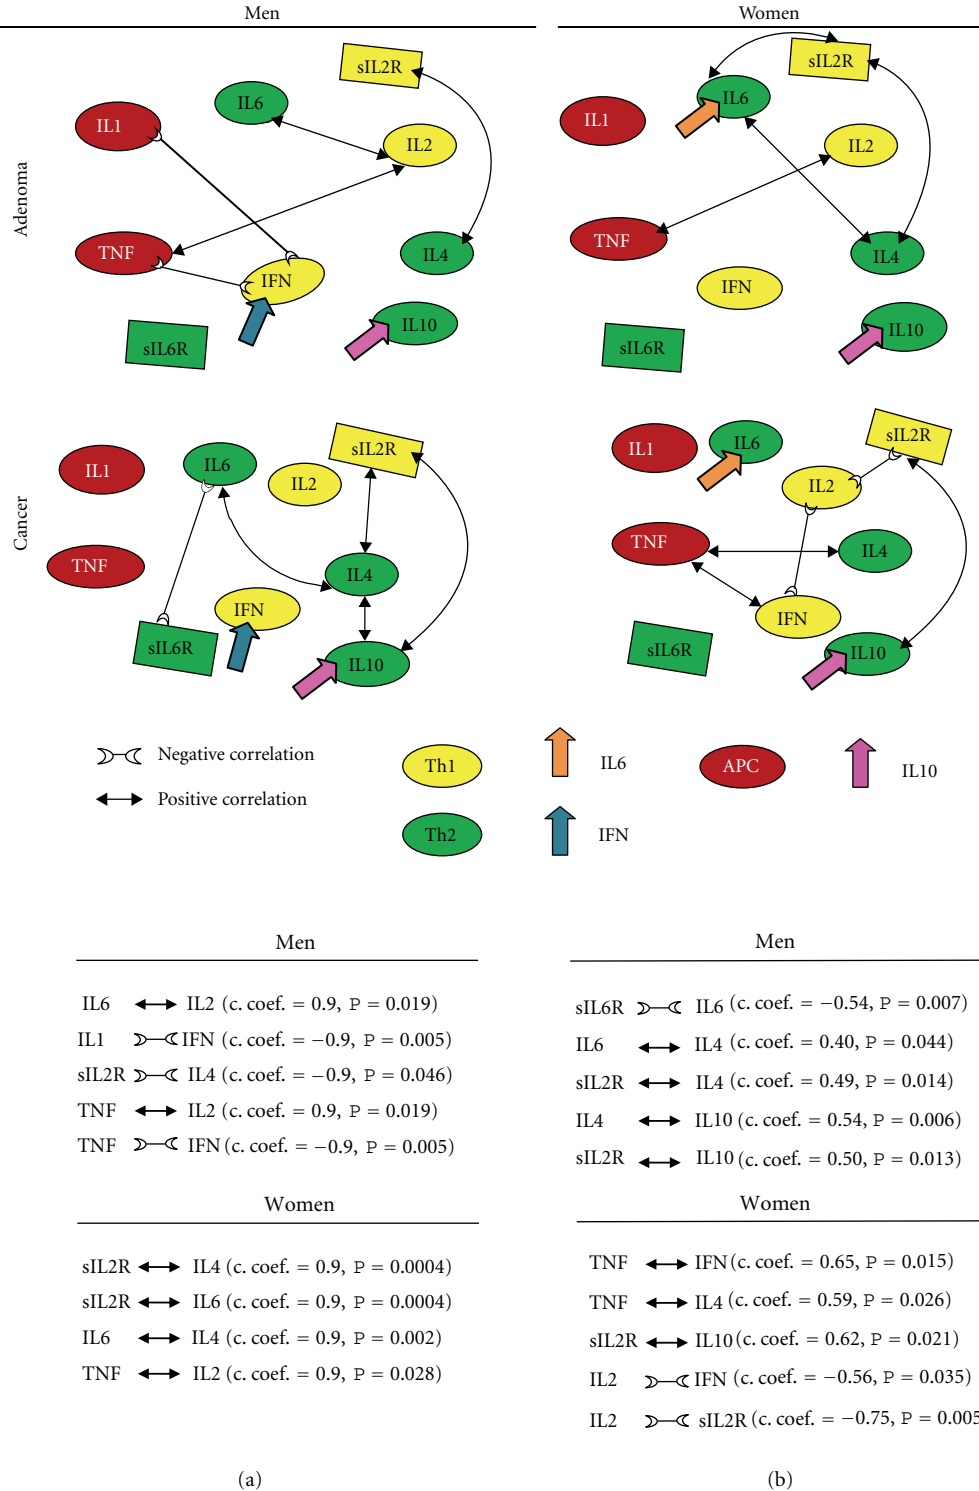 Men
Women
Adenoma
sIL2R
IL6
IL1
IL2
TNF
IL4
IFN
IL10
sIL6R
sIL2R
IL6
IL1
IL2
TNF
IL4
IFN
IL10
sIL6R
Cancer
sIL2R
IL6
IL1
IL2
TNF
IL4
IFN
sIL6R
IL10
sIL2R
IL1
IL6
IL2
TNF
IL4
IFN
sIL6R
IL10
Negative correlation
Positive correlation
Th1
Th2
IL6
IFN
APC
IL10
Men
IL6 IL2 (c. coef. = 0.9, P = 0.019)
IL1 IFN (c. coef. = −0.9, P = 0.005)
sIL2R IL4 (c. coef. = −0.9, P = 0.046)
TNF IL2 (c. coef. = 0.9, P = 0.019)
TNF IFN (c. coef. = −0.9, P = 0.005)
Women
sIL2R IL4 (c. coef. = 0.9, P = 0.0004)
sIL2R IL6 (c. coef. = 0.9, P = 0.0004)
IL6 IL4 (c. coef. = 0.9, P = 0.002)
TNF IL2 (c. coef. = 0.9, P = 0.028)
(a)
Men
sIL6R IL6 (c. coef. = −0.54, P = 0.007)
IL6 IL4 (c. coef. = 0.40, P = 0.044)
sIL2R IL4 (c. coef. = 0.49, P = 0.014)
IL4 IL10 (c. coef. = 0.54, P = 0.006)
sIL2R IL10 (c. coef. = 0.50, P = 0.013)
Women
TNF IFN (c. coef. = 0.65, P = 0.015)
TNF IL4 (c. coef. = 0.59, P = 0.026)
sIL2R IL10 (c. coef. = 0.62, P = 0.021)
IL2 IFN (c. coef. = −0.56, P = 0.035)
IL2 sIL2R (c. coef. = −0.75, P = 0.005
(b)